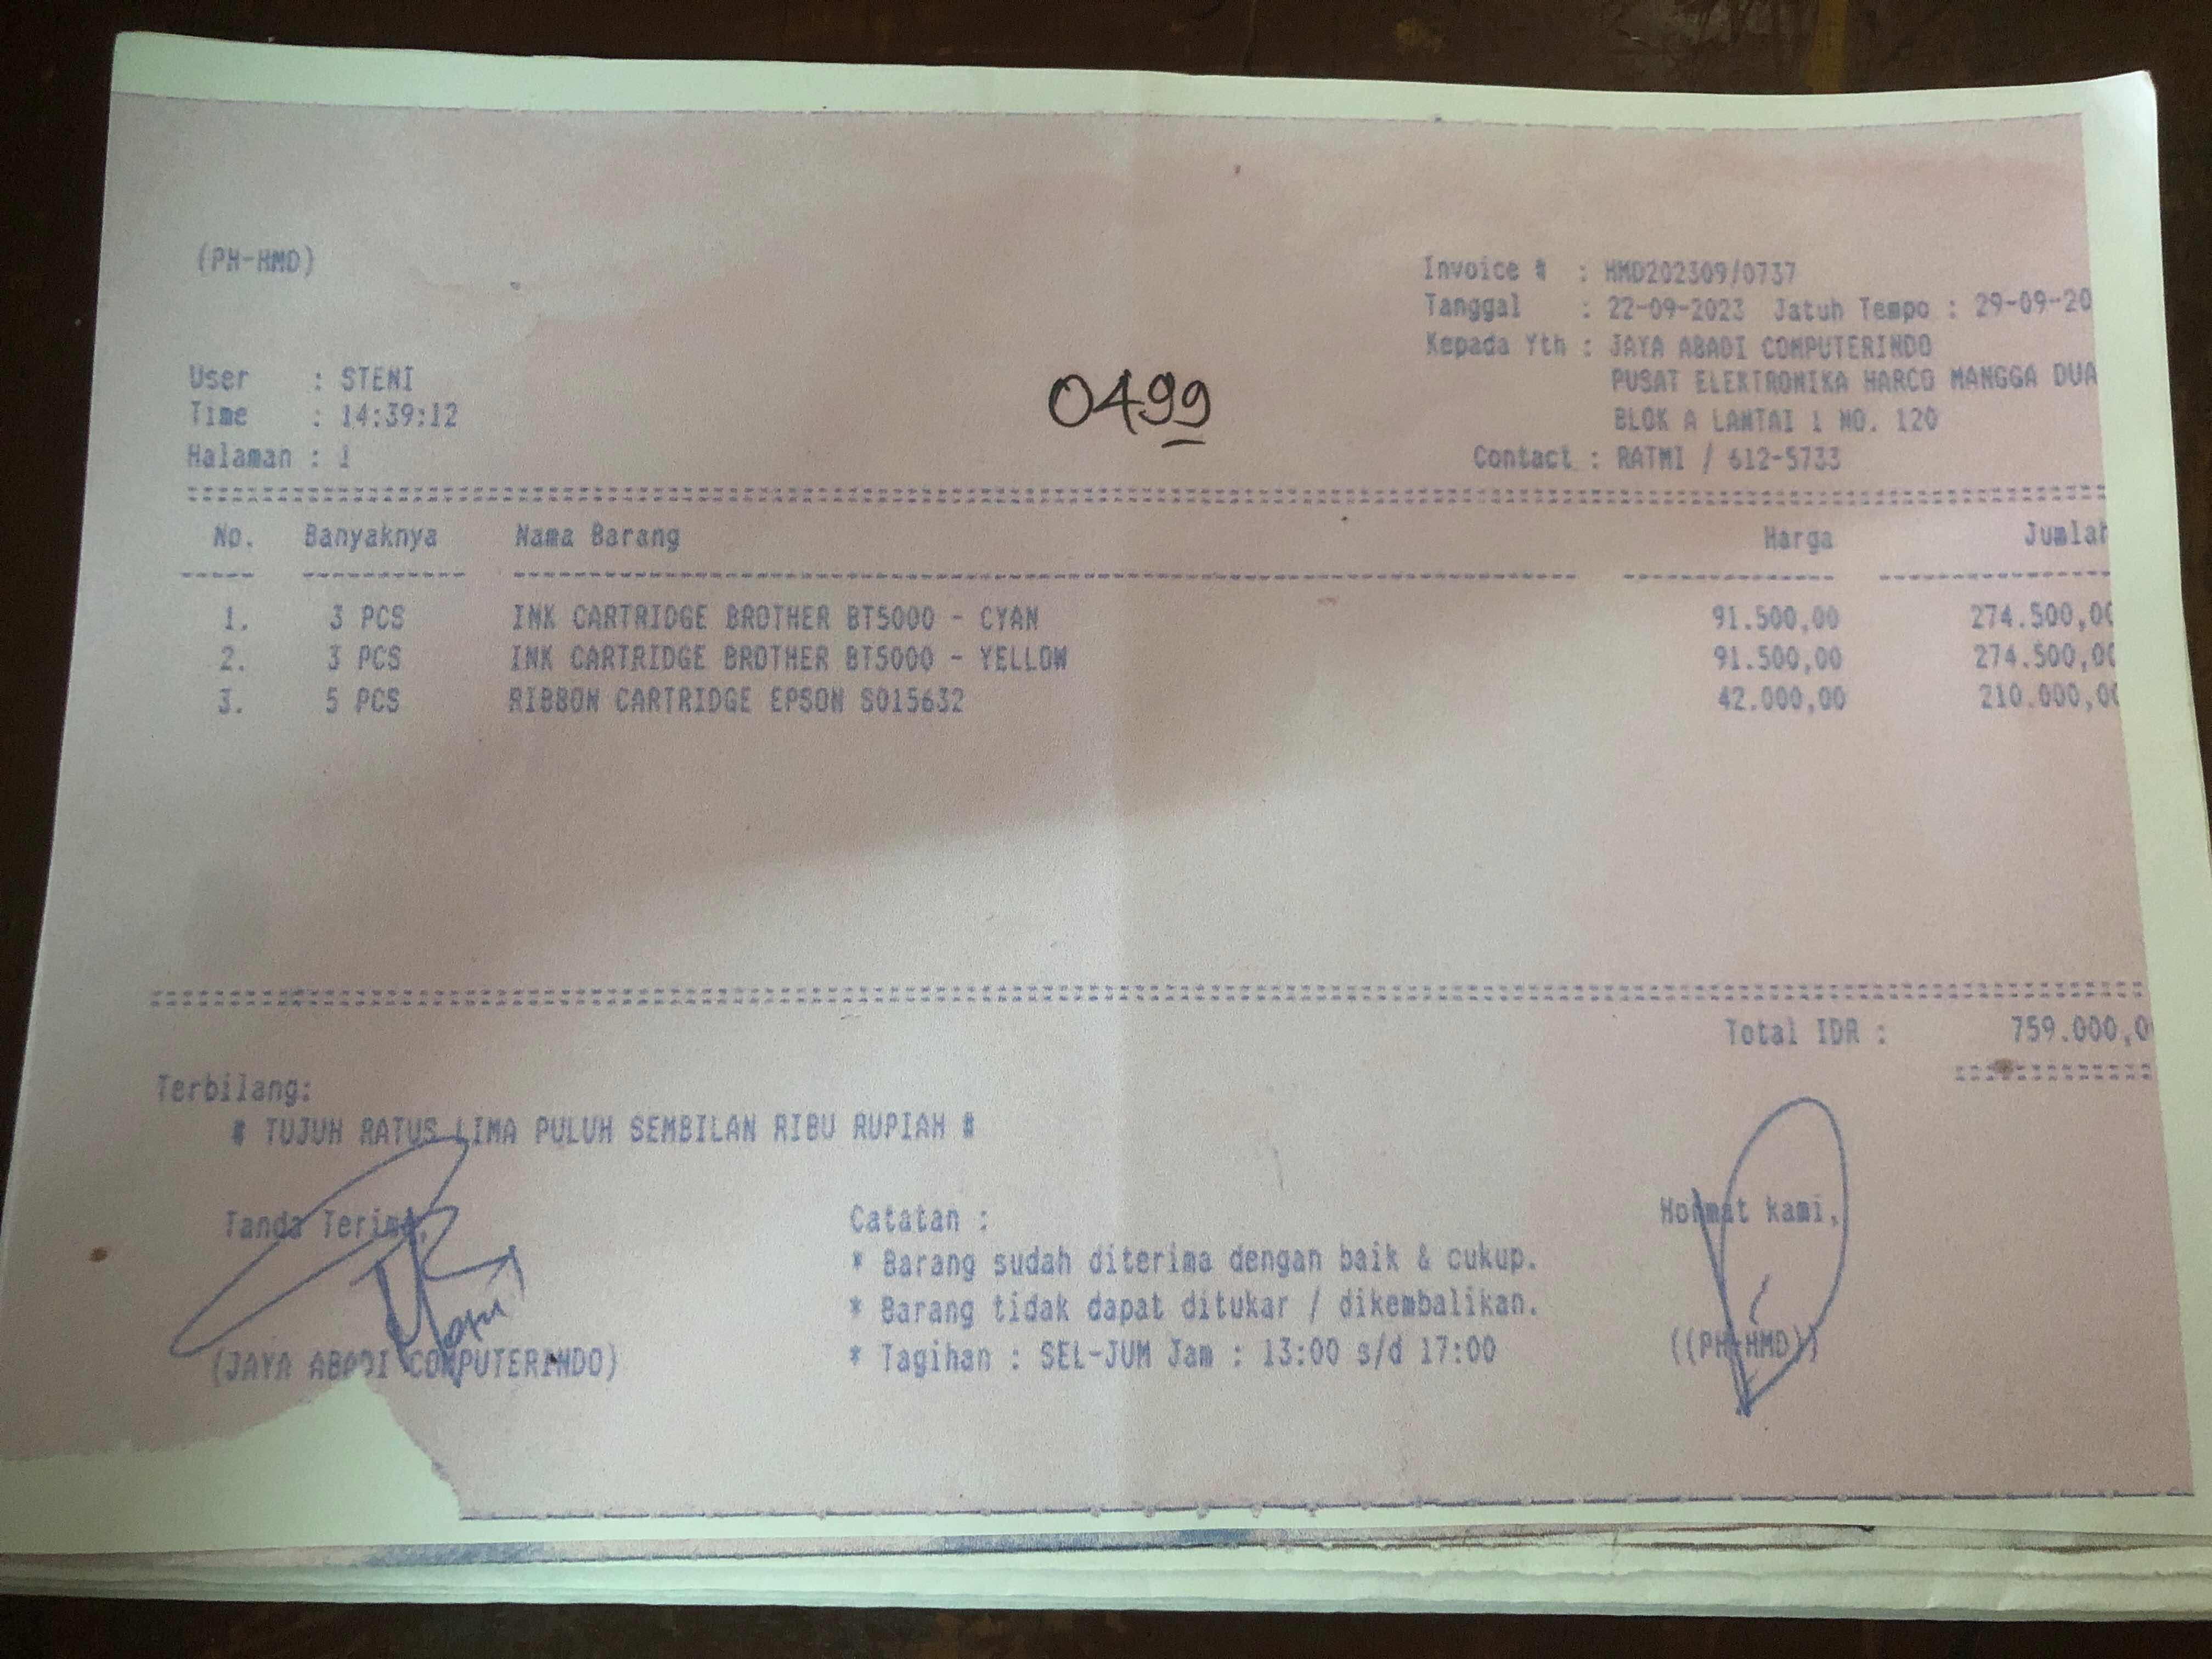 (PH-HMD)
Invoice # : HMD202309/0737
Tanggal : 22-09-2023 Jatuh Tempo : 29-09-20
Kepada Yth : JAYA ABADI COMPUTERINDO
PUSAT ELEKTRONIKA HARCO MANGGA DUA
BLOK A LANTAI 1 NO. 120
Contact : RATMI / 612-5733
User : STENI
Time : 14:39:12
Halaman : 1
0499
No. Banyaknya Nama Barang Harga Jumlah
1. 3 PCS INK CARTRIDGE BROTHER BT5000 - CYAN 91.500,00 274.500,00
2. 3 PCS INK CARTRIDGE BROTHER BT5000 - YELLOW 91.500,00 274.500,00
3. 5 PCS RIBBON CARTRIDGE EPSON S015632 42.000,00 210.000,00
Total IDR : 759.000,0
Terbilang:
# TUJUH RATUS LIMA PULUH SEMBILAN RIBU RUPIAH #
Tanda Terima,
(JAYA ABADI COMPUTERINDO)
Catatan :
* Barang sudah diterima dengan baik & cukup.
* Barang tidak dapat ditukar / dikembalikan.
* Tagihan : SEL-JUM Jam : 13:00 s/d 17:00
Hormat kami,
((PH-HMD))